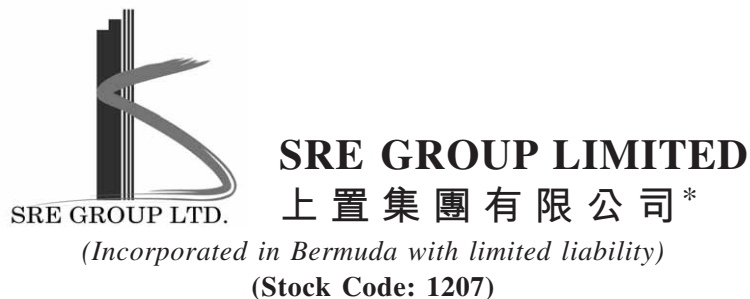 SRE GROUP LTD.
SRE GROUP LIMITED
上置集團有限公司*
(Incorporated in Bermuda with limited liability)
(Stock Code: 1207)